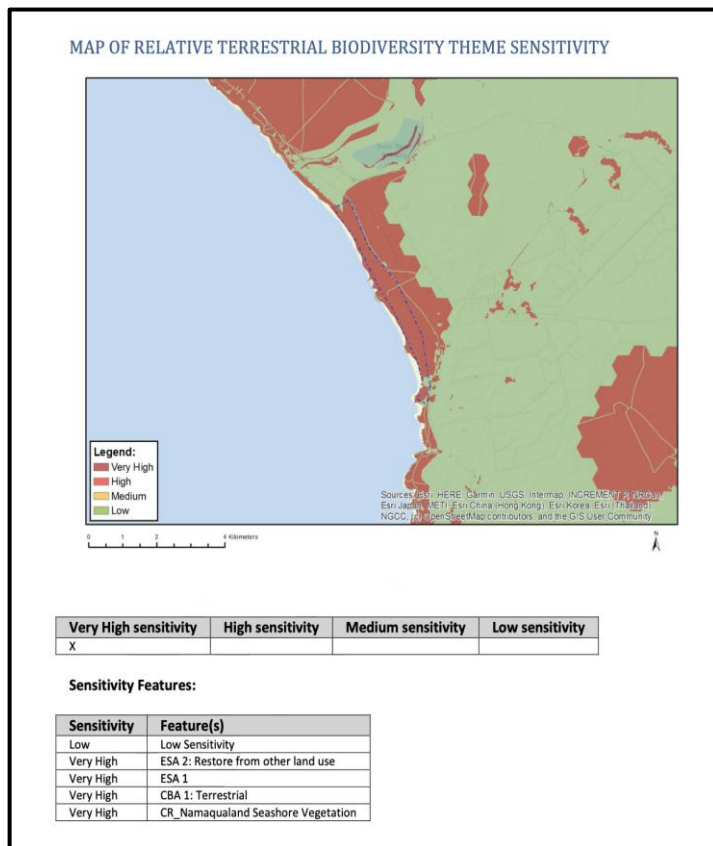 MAP OF RELATIVE TERRESTRIAL BIODIVERSITY THEME SENSITIVITY
Legend:
Very High
High
Medium
Low
Sources: Esri, HERE, Garmin, USGS, Intermap, INCREMENT P, NRCan,
Esri Japan, METI, Esri China (Hong Kong), Esri Korea, Esri (Thailand),
NGCC, (c) OpenStreetMap contributors, and the GIS User Community
0 1 2 4 Kilometers
N
Very High sensitivity High sensitivity Medium sensitivity Low sensitivity
X
Sensitivity Features:
Sensitivity Feature(s)
Low Low Sensitivity
Very High ESA 2: Restore from other land use
Very High ESA 1
Very High CBA 1: Terrestrial
Very High CR_Namaqualand Seashore Vegetation